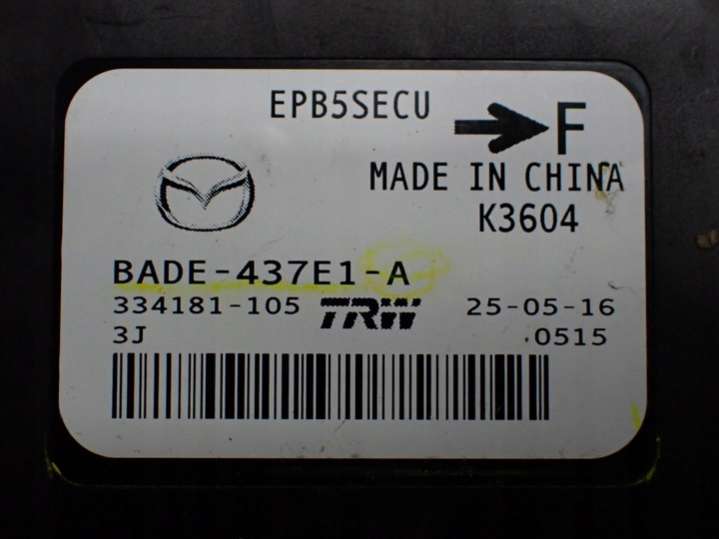 EPB5SECU
F
MADE IN CHINA
K3604
BADE-437E1-A
334181-105 TRW 25-05-16
3J 0515